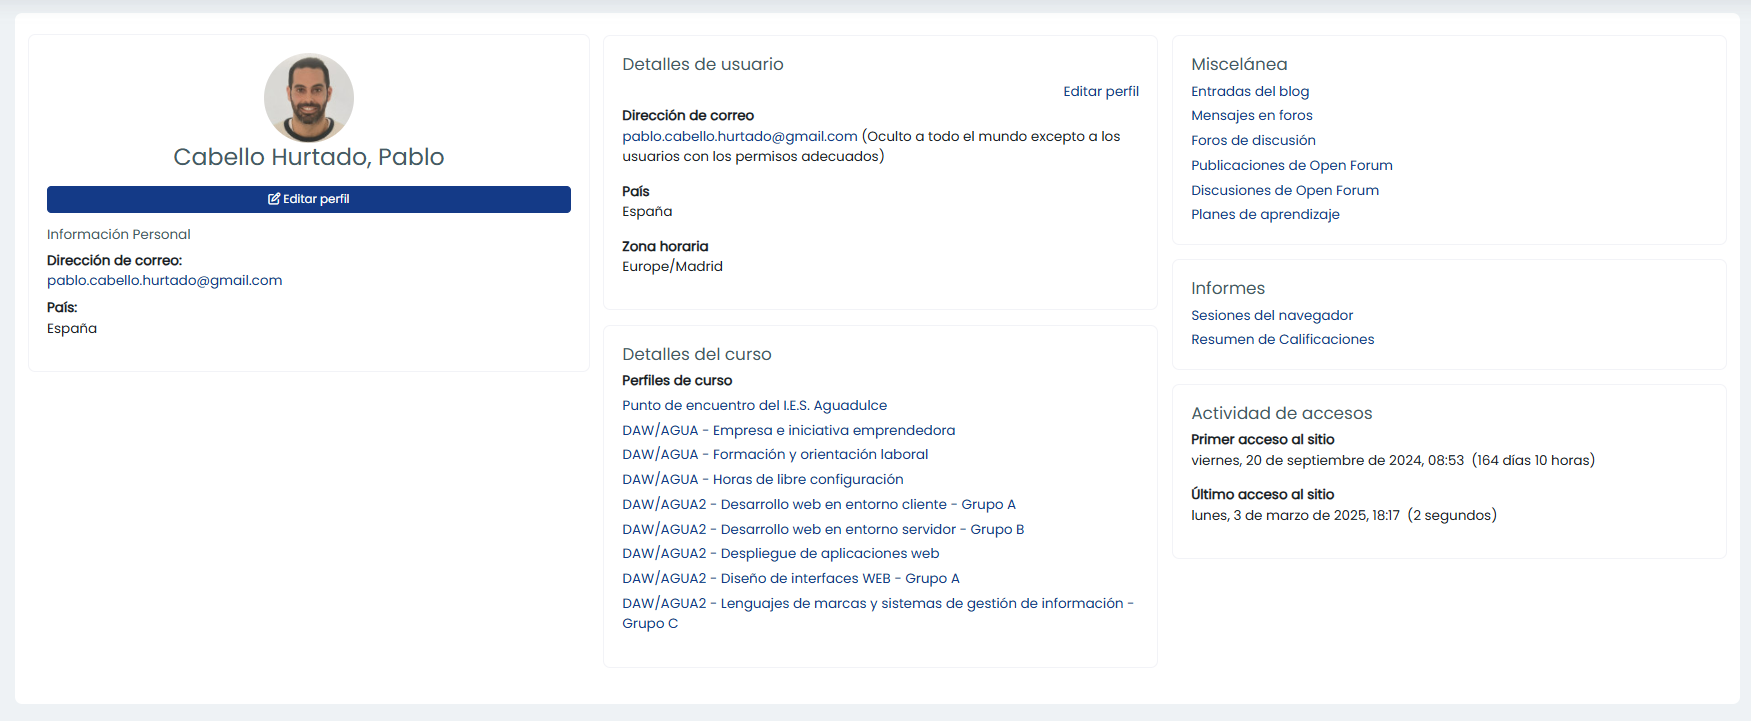 Cabello Hurtado, Pablo
Editar perfil
Información Personal
Dirección de correo:
pablo.cabello.hurtado@gmail.com
País:
España
Detalles de usuario
Editar perfil
Dirección de correo
pablo.cabello.hurtado@gmail.com (Oculto a todo el mundo excepto a los
usuarios con los permisos adecuados)
País
España
Zona horaria
Europe/Madrid
Detalles del curso
Perfiles de curso
Punto de encuentro del I.E.S. Aguadulce
DAW/AGUA - Empresa e iniciativa emprendedora
DAW/AGUA - Formación y orientación laboral
DAW/AGUA - Horas de libre configuración
DAW/AGUA2 - Desarrollo web en entorno cliente - Grupo A
DAW/AGUA2 - Desarrollo web en entorno servidor - Grupo B
DAW/AGUA2 - Despliegue de aplicaciones web
DAW/AGUA2 - Diseño de interfaces WEB - Grupo A
DAW/AGUA2 - Lenguajes de marcas y sistemas de gestión de información -
Grupo C
Miscelánea
Entradas del blog
Mensajes en foros
Foros de discusión
Publicaciones de Open Forum
Discusiones de Open Forum
Planes de aprendizaje
Informes
Sesiones del navegador
Resumen de Calificaciones
Actividad de accesos
Primer acceso al sitio
viernes, 20 de septiembre de 2024, 08:53 (164 días 10 horas)
Último acceso al sitio
lunes, 3 de marzo de 2025, 18:17 (2 segundos)